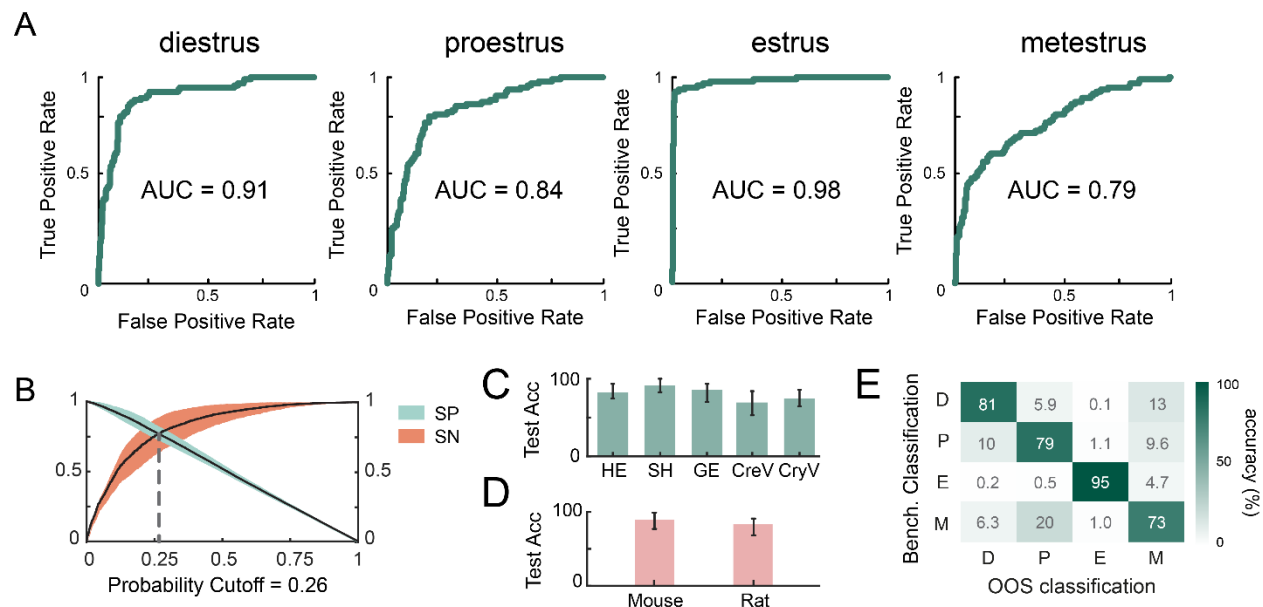 A
diestrus
proestrus
estrus
metestrus
1
0.5
0
0.5
1
True Positive Rate
AUC = 0.91
False Positive Rate
1
0.5
0
0.5
1
True Positive Rate
AUC = 0.84
False Positive Rate
1
0.5
0
0.5
1
True Positive Rate
AUC = 0.98
False Positive Rate
1
0.5
0
0.5
1
True Positive Rate
AUC = 0.79
False Positive Rate
B
1
0.5
0
1
0.5
0
0
0.25
0.5
0.75
1
Probability Cutoff = 0.26
SP
SN
C
Test Acc
100
0
HE SH GE CreV CryV
D
Test Acc
100
0
Mouse Rat
E
Bench. Classification
D 81 5.9 0.1 13
P 10 79 1.1 9.6
E 0.2 0.5 95 4.7
M 6.3 20 1.0 73
D P E M
OOS classification
100
50
0
accuracy (%)